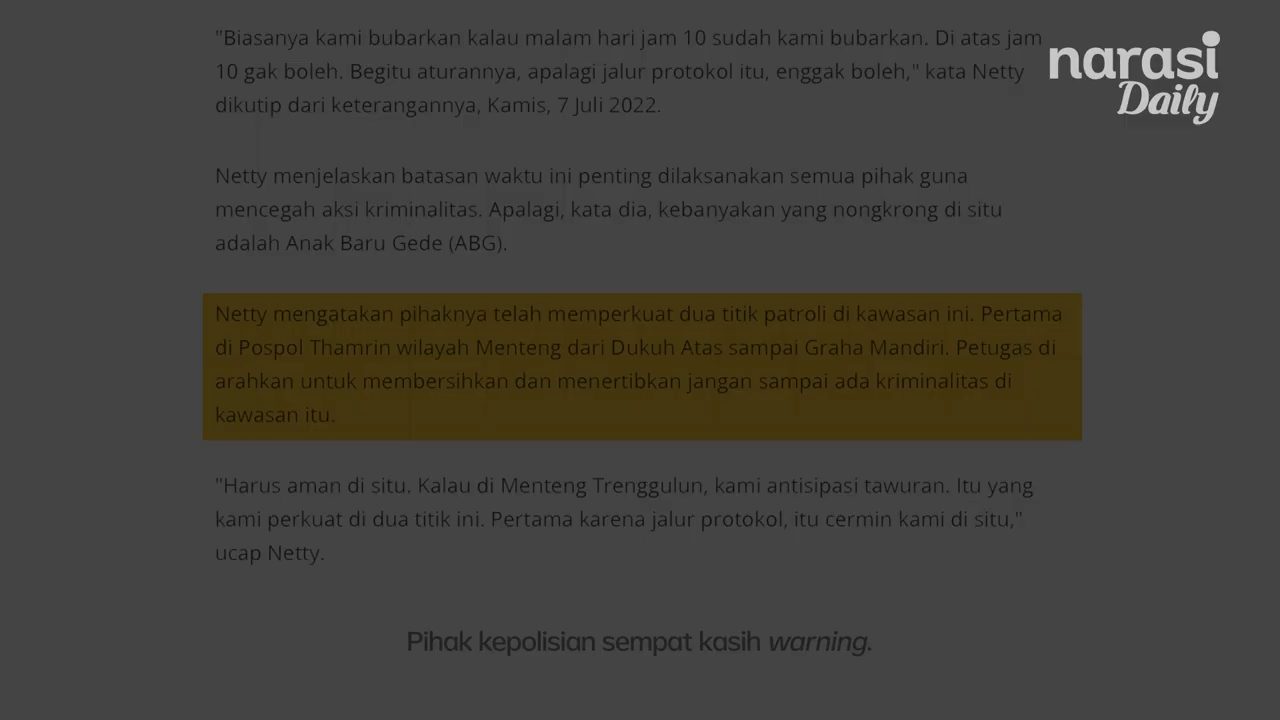 "Biasanya kami bubarkan kalau malam hari jam 10 sudah kami bubarkan. Di atas jam
10 gak boleh. Begitu aturannya, apalagi jalur protokol itu, enggak boleh," kata Netty
dikutip dari keterangannya, Kamis, 7 Juli 2022.
narasi
Daily
Netty menjelaskan batasan waktu ini penting dilaksanakan semua pihak guna
mencegah aksi kriminalitas. Apalagi, kata dia, kebanyakan yang nongkrong di situ
adalah Anak Baru Gede (ABG).
Netty mengatakan pihaknya telah memperkuat dua titik patroli di kawasan ini. Pertama
di Pospol Thamrin wilayah Menteng dari Dukuh Atas sampai Graha Mandiri. Petugas di
arahkan untuk membersihkan dan menertibkan jangan sampai ada kriminalitas di
kawasan itu.
"Harus aman di situ. Kalau di Menteng Trenggulun, kami antisipasi tawuran. Itu yang
kami perkuat di dua titik ini. Pertama karena jalur protokol, itu cermin kami di situ,"
ucap Netty.
Pihak kepolisian sempat kasih warning.